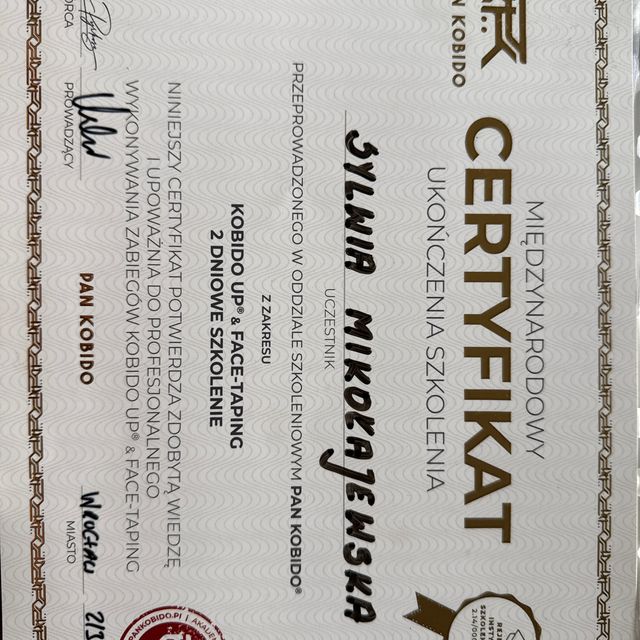 PAN KOBIDO
MIĘDZYNARODOWY
CERTYFIKAT
UKOŃCZENIA SZKOLENIA
SYLWIA MIKOŁAJEWSKA
UCZESTNIK
PRZEPROWADZONEGO W ODDZIALE SZKOLENIOWYM PAN KOBIDO®
Z ZAKRESU
KOBIDO UP® & FACE-TAPING
2 DNIOWE SZKOLENIE
NINIEJSZY CERTYFIKAT POTWIERDZA ZDOBYTĄ WIEDZĘ
I UPOWAŻNIA DO PROFESJONALNEGO
WYKONYWANIA ZABIEGÓW KOBIDO UP® & FACE-TAPING
PROWADZĄCY
PAN KOBIDO
WROCŁAW
MIASTO
PANKOBIDO.PL